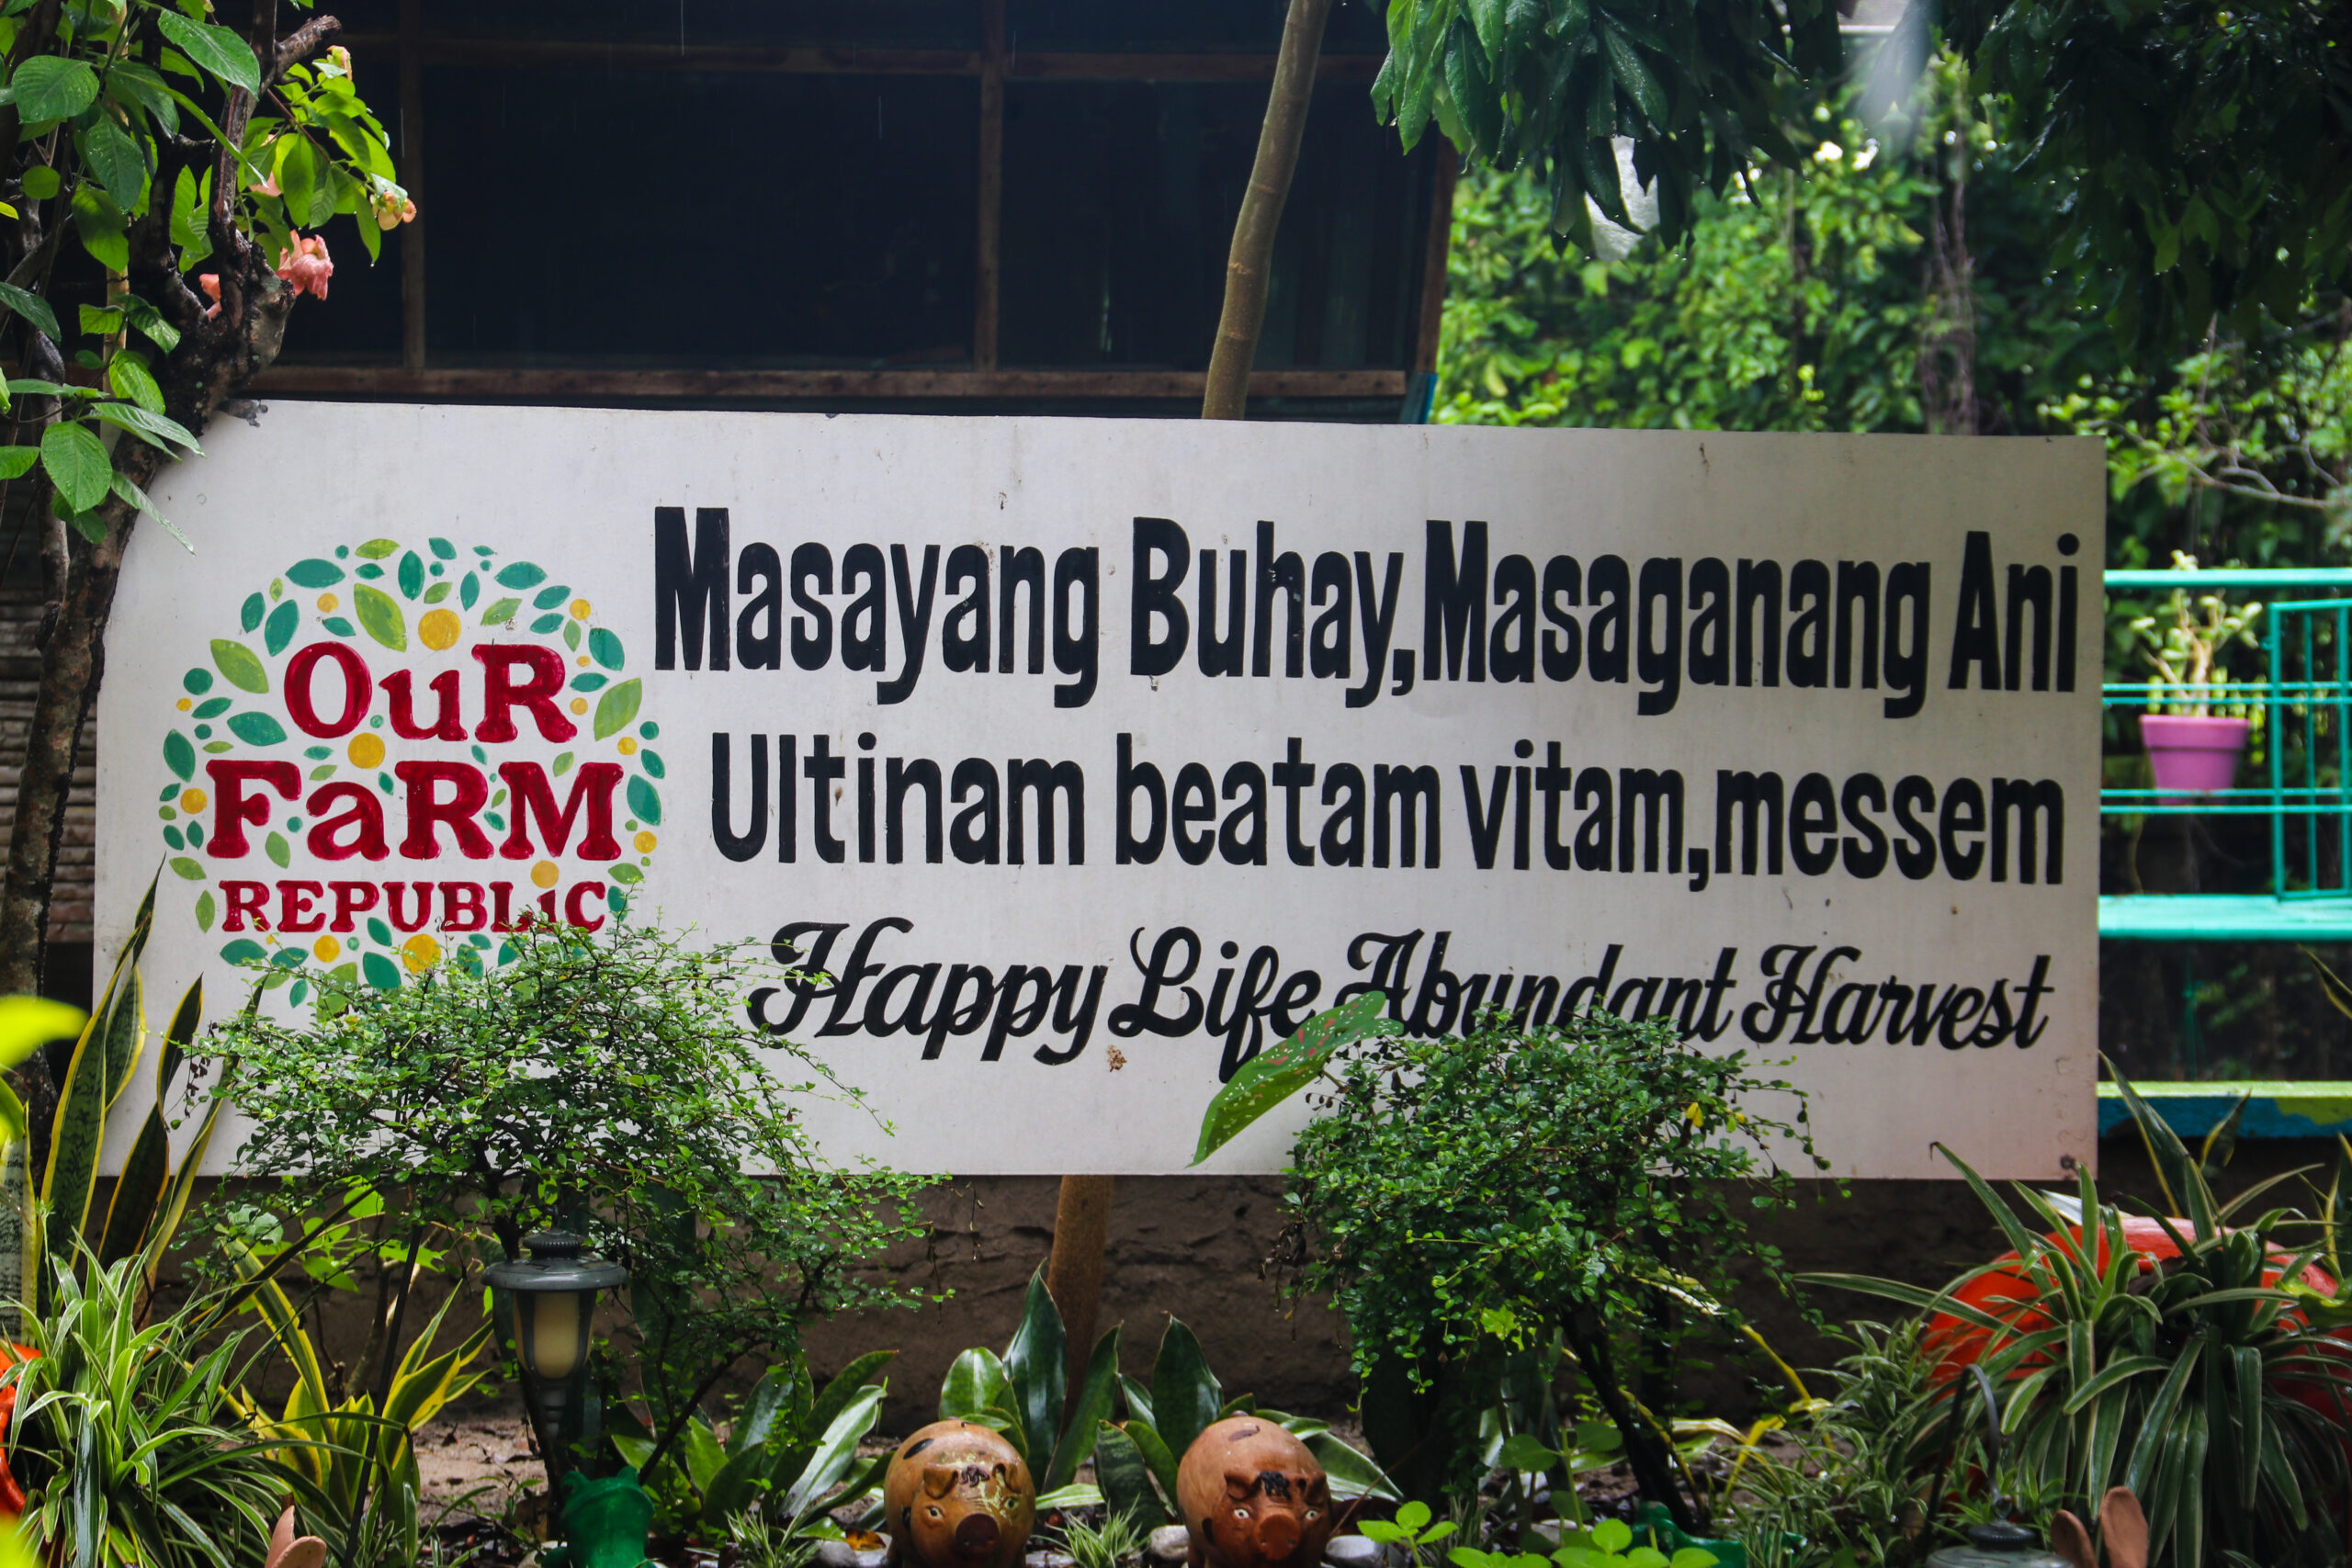 OuR
FaRM
REPUBLiC
Masayang Buhay, Masaganang Ani
Ultinam beatam vitam, messem
Happy Life Abundant Harvest